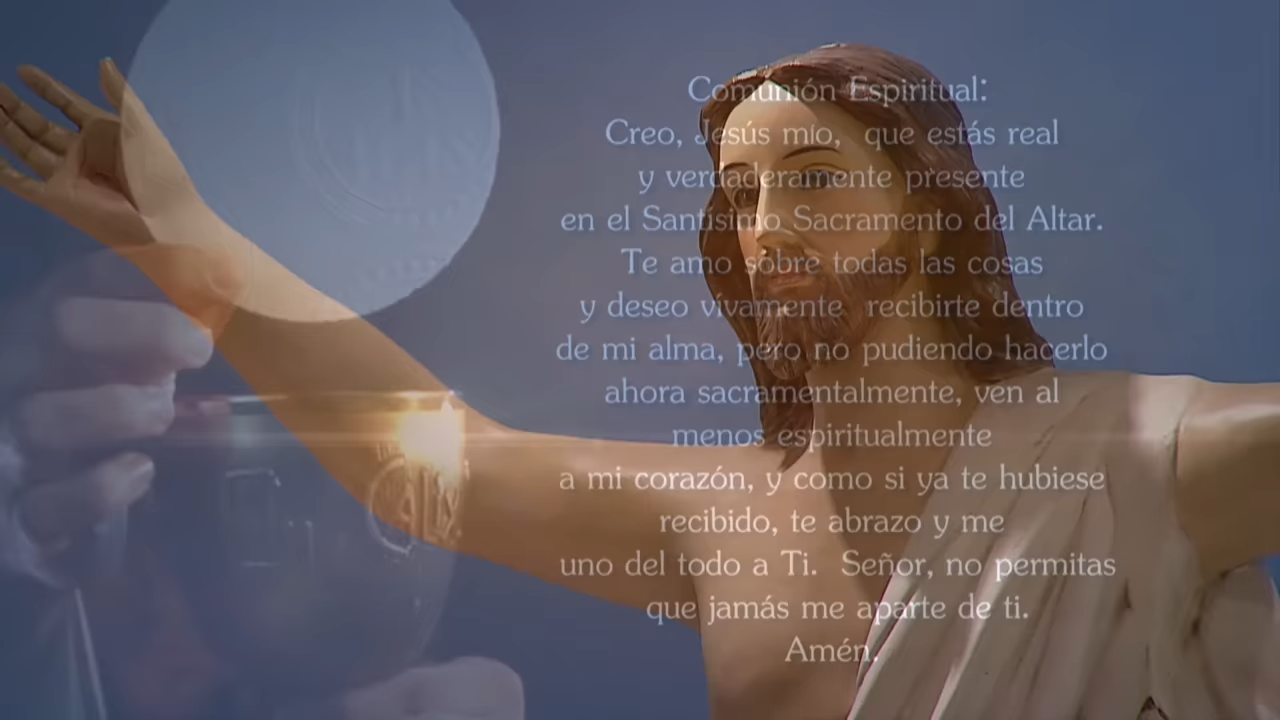 Comunión Espiritual:
Creo, Jesús mío, que estás real
y verdaderamente presente
en el Santísimo Sacramento del Altar.
Te amo sobre todas las cosas
y deseo vívamente recibirte dentro
de mi alma, pero no pudiendo hacerlo
ahora sacramentalmente, ven al
menos espiritualmente
a mi corazón, y como si ya te hubiese
recibido, te abrazo y me
uno del todo a Ti. Señor, no permitas
que jamás me aparte de ti.
Amén.